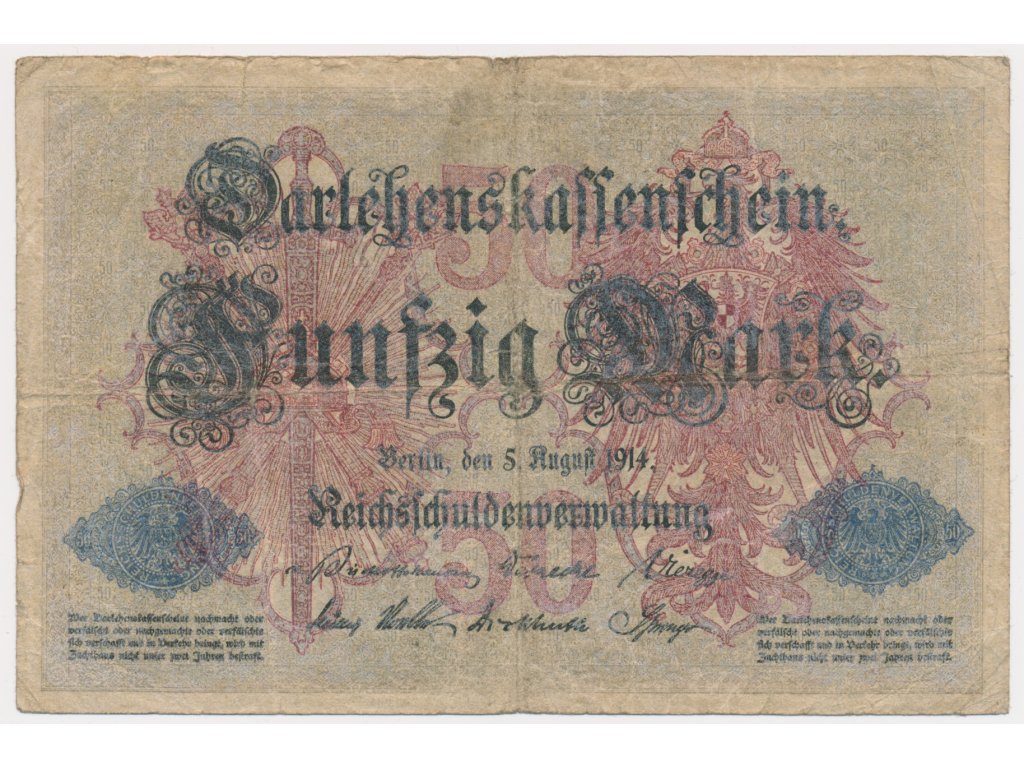 Darlehenskassenschein.
50
Fünfzig Mark.
Berlin, den 5. August 1914.
Reichsschuldenverwaltung
50
Wer Darlehenskassenscheine nachmacht oder
verfälscht oder nachgemachte oder verfälschte
sich verschafft und in Verkehr bringt, wird mit
Zuchthaus nicht unter zwei Jahren bestraft.
Wer Darlehenskassenscheine nachmacht oder
verfälscht oder nachgemachte oder verfälschte
sich verschafft und in Verkehr bringt, wird mit
Zuchthaus nicht unter zwei Jahren bestraft.